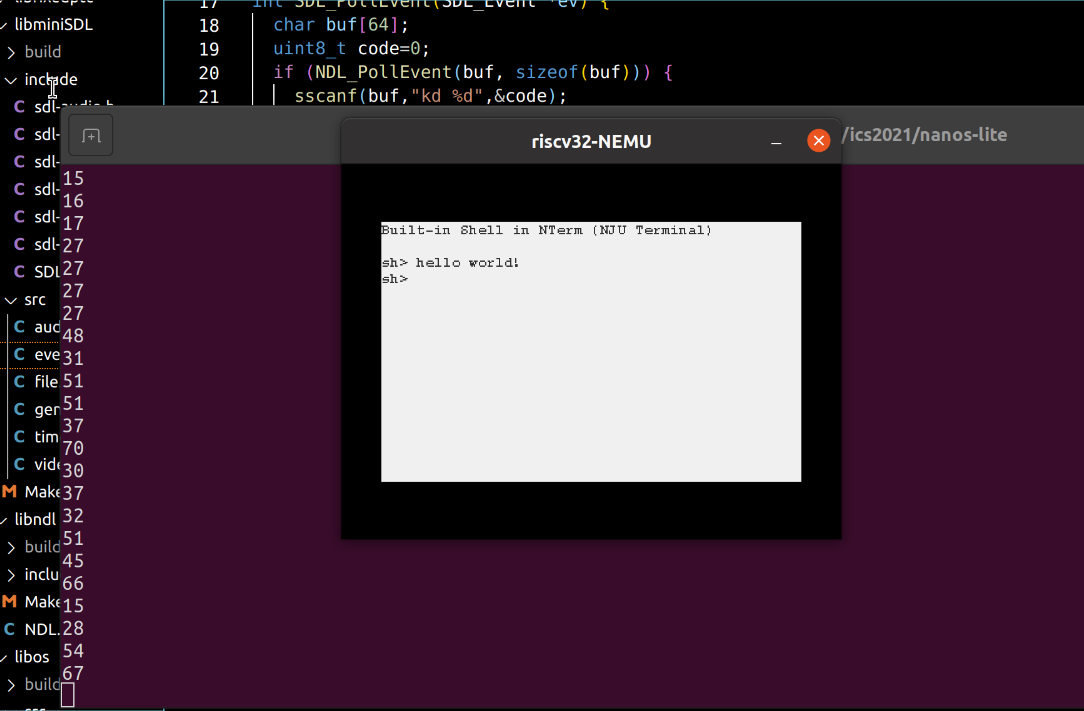 libminiSDL
build
include
sdl-audio.h
sdl-
sdl-
sdl-
sdl-
sdl-
SDL
src
aud
eve
file
gen
tim
vide
Make
libndl
build
inclu
Make
NDL.
libos
build
17 int SDL_PollEvent(SDL_Event *ev) {
18 char buf[64];
19 uint8_t code=0;
20 if (NDL_PollEvent(buf, sizeof(buf))) {
21 sscanf(buf,"kd %d",&code);
/ics2021/nanos-lite
15
16
17
27
27
27
27
48
31
51
51
37
70
30
37
32
51
45
66
15
28
54
67
riscv32-NEMU
Built-in Shell in NTerm (NJU Terminal)
sh> hello world!
sh>